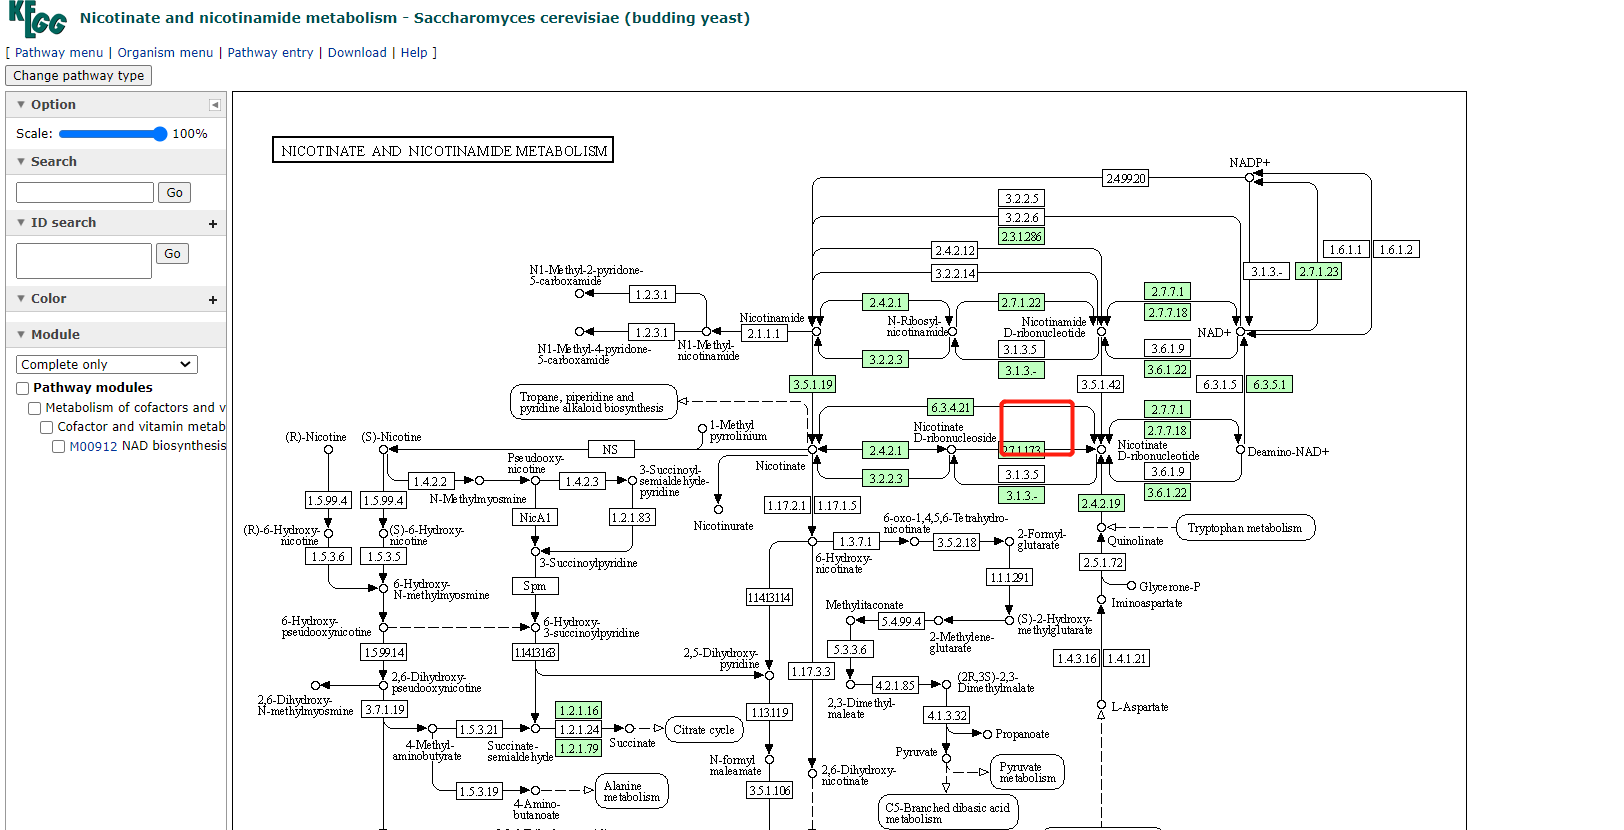 KEGG
Nicotinate and nicotinamide metabolism - Saccharomyces cerevisiae (budding yeast)
[ Pathway menu | Organism menu | Pathway entry | Download | Help ]
Change pathway type
Option
Scale: 100%
Search
Go
ID search +
Go
Color +
Module
Complete only
Pathway modules
Metabolism of cofactors and v
Cofactor and vitamin metab
M00912 NAD biosynthesis
NICOTINATE AND NICOTINAMIDE METABOLISM
NADP+
2.4.99.20
3.2.2.5
3.2.2.6
2.3.1.286
2.4.2.12
3.2.2.14
1.6.1.1
1.6.1.2
3.1.3.-
2.7.1.23
N1-Methyl-2-pyridone-
5-carboxamide
1.2.3.1
1.2.3.1
N1-Methyl-4-pyridone-
5-carboxamide
N1-Methyl-
nicotinamide
2.1.1.1
Nicotinamide
2.4.2.1
N-Ribosyl-
nicotinamide
3.2.2.3
2.7.1.22
Nicotinamide
D-ribonucleotide
3.1.3.5
3.1.3.-
2.7.7.1
2.7.7.18
NAD+
3.6.1.9
3.6.1.22
3.5.1.19
3.5.1.42
6.3.1.5
6.3.5.1
Tropane, piperidine and
pyridine alkaloid biosynthesis
6.3.4.21
1-Methyl
pyrrolinium
Nicotinate
D-ribonucleoside
2.7.7.1
2.7.7.18
(R)-Nicotine
(S)-Nicotine
NS
Nicotinate
2.4.2.1
2.7.1.173
Nicotinate
D-ribonucleotide
Deamino-NAD+
3.2.2.3
3.1.3.5
3.1.3.-
3.6.1.9
3.6.1.22
Pseudooxy-
nicotine
1.4.2.2
N-Methylmyosmine
1.4.2.3
3-Succinoyl-
semialdehyde-
pyridine
1.5.99.4
1.5.99.4
NicA1
1.2.1.83
Nicotinurate
1.17.2.1
1.17.1.5
2.4.2.19
Tryptophan metabolism
Quinolinate
(R)-6-Hydroxy-
nicotine
(S)-6-Hydroxy-
nicotine
1.5.3.6
1.5.3.5
3-Succinoylpyridine
6-Hydroxy-
nicotinate
1.3.7.1
6-oxo-1,4,5,6-Tetrahydro-
nicotinate
3.5.2.18
2-Formyl-
glutarate
2.5.1.72
Glycerone-P
Iminoaspartate
6-Hydroxy-
N-methylmyosmine
Spm
1.14.13.114
1.1.1.291
Methylitaconate
5.4.99.4
2-Methylene-
glutarate
(S)-2-Hydroxy-
methylglutarate
6-Hydroxy-
pseudooxynicotine
6-Hydroxy-
3-succinoylpyridine
1.5.99.14
1.14.13.163
2,5-Dihydroxy-
pyridine
1.17.3.3
5.3.3.6
1.4.3.16
1.4.1.21
2,6-Dihydroxy-
pseudooxynicotine
2,6-Dihydroxy-
N-methylmyosmine
3.7.1.19
4.2.1.85
(2R,3S)-2,3-
Dimethylmalate
2,3-Dimethyl-
maleate
L-Aspartate
1.13.11.9
4.1.3.32
Propanoate
1.5.3.21
4-Methyl-
aminobutyrate
Succinate-
semialdehyde
1.2.1.16
1.2.1.24
1.2.1.79
Succinate
Citrate cycle
N-formyl
maleamate
Pyruvate
Pyruvate
metabolism
2,6-Dihydroxy-
nicotinate
1.5.3.19
4-Amino-
butanoate
Alanine
metabolism
3.5.1.106
C5-Branched dibasic acid
metabolism